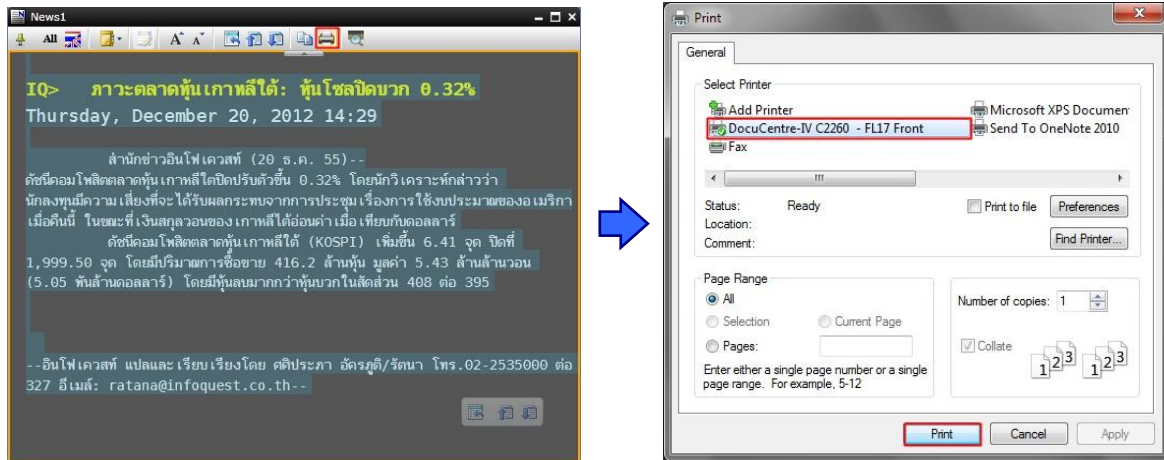 News1
All
A A
IQ> ภาวะตลาดหุ้นเกาหลีใต้: หุ้นโซลปิดบวก 0.32%
Thursday, December 20, 2012 14:29
สำนักข่าวอินโฟเควสท์ (20 ธ.ค. 55)--
ดัชนีคอมโพสิตตลาดหุ้นเกาหลีใตปิดปรับตัวขึ้น 0.32% โดยนักวิเคราะห์กล่าวว่า
นักลงทุนมีความเสี่ยงที่จะได้รับผลกระทบจากการประชุมเรื่องการใช้งบประมาณของอเมริกา
เมื่อคืนนี้ ในขณะที่เงินสกุลวอนของเกาหลีใต้อ่อนค่าเมื่อเทียบกับดอลลาร์
ดัชนีคอมโพสิตตลาดหุ้นเกาหลีใต้ (KOSPI) เพิ่มขึ้น 6.41 จุด ปิดที่
1,999.50 จุด โดยมีปริมาณการซื้อขาย 416.2 ล้านหุ้น มูลค่า 5.43 ล้านล้านวอน
(5.05 พันล้านดอลลาร์) โดยมีหุ้นลบมากกว่าหุ้นบวกในสัดส่วน 408 ต่อ 395
--อินโฟเควสท์ แปลและเรียบเรียงโดย ศศิประภา อัครภูติ/รัตนา โทร.02-2535000 ต่อ
327 อีเมล์: ratana@infoquest.co.th--
Print
General
Select Printer
Add Printer
Microsoft XPS Documen
DocuCentre-IV C2260 - FL17 Front
Send To OneNote 2010
Fax
Status: Ready
Print to file
Preferences
Location:
Comment:
Find Printer...
Page Range
All
Number of copies: 1
Selection
Current Page
Pages:
Collate
Enter either a single page number or a single
page range. For example, 5-12
1 2 3 1 2 3
Print
Cancel
Apply